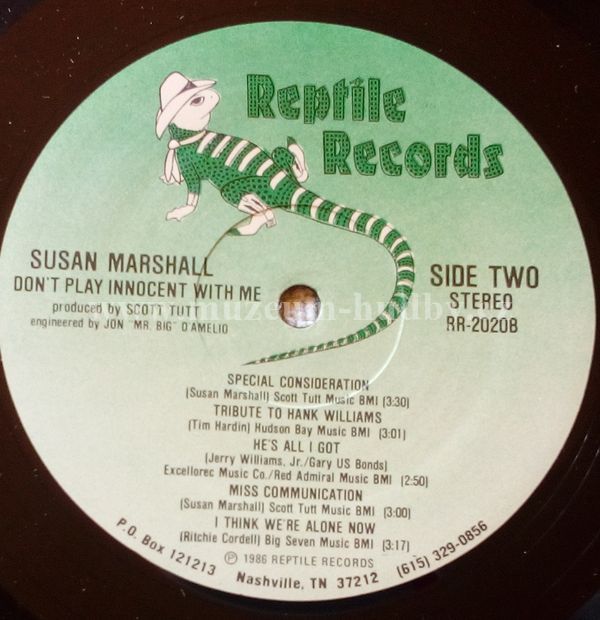 Reptile
Records
SUSAN MARSHALL
DON'T PLAY INNOCENT WITH ME
produced by SCOTT TUTT
engineered by JON "MR. BIG" D'AMELIO
SIDE TWO
STEREO
RR-20208
SPECIAL CONSIDERATION
(Susan Marshall) Scott Tutt Music BMI (3:30)
TRIBUTE TO HANK WILLIAMS
(Tim Hardin) Hudson Bay Music BMI (3:01)
HE'S ALL I GOT
(Jerry Williams, Jr./Gary US Bonds)
Excellorec Music Co./Red Admiral Music BMI (2:50)
MISS COMMUNICATION
(Susan Marshall) Scott Tutt Music BMI (3:00)
I THINK WE'RE ALONE NOW
(Ritchie Cordell) Big Seven Music BMI (3:17)
℗ 1986 REPTILE RECORDS
P.O. Box 121213 Nashville, TN 37212 (615) 329-0856